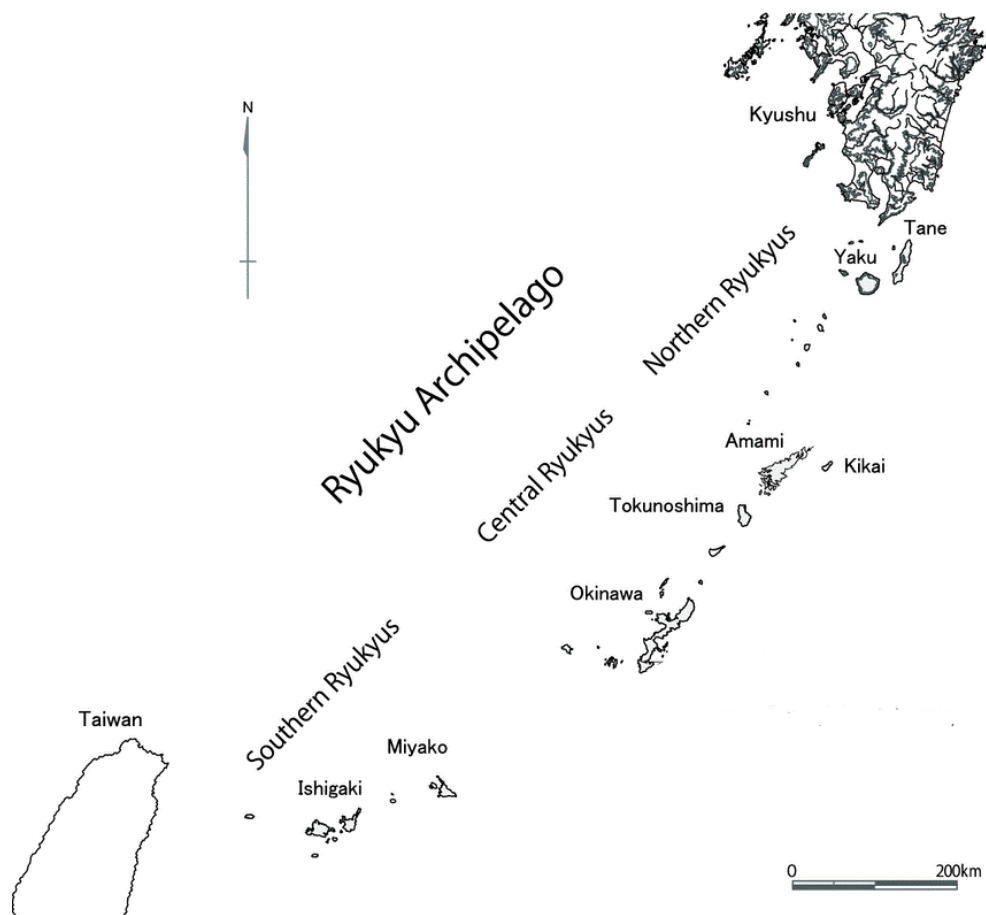 N
Kyushu
Tane
Yaku
Northern Ryukyus
Ryukyu Archipelago
Central Ryukyus
Amami
Kikai
Tokunoshima
Okinawa
Southern Ryukyus
Taiwan
Miyako
Ishigaki
0 200km